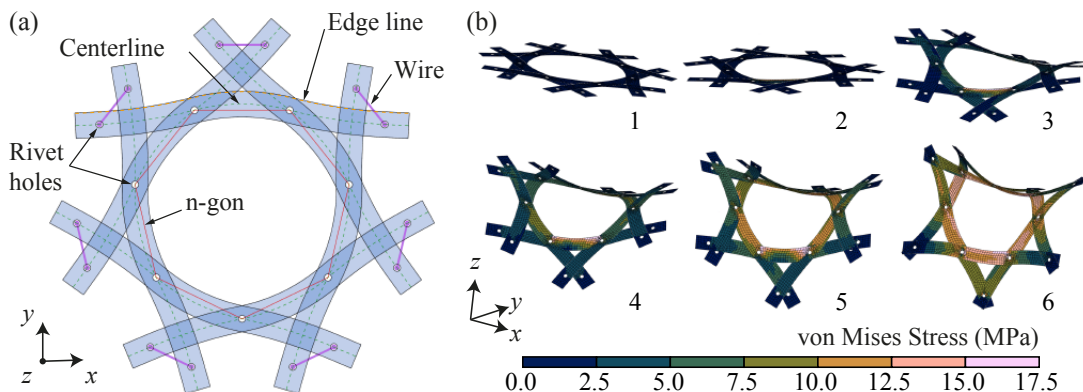 (a)
Centerline
Edge line
Wire
Rivet
holes
n-gon
y
z
x
(b)
1
2
3
4
5
6
z
y
x
von Mises Stress (MPa)
0.0 2.5 5.0 7.5 10.0 12.5 15.0 17.5